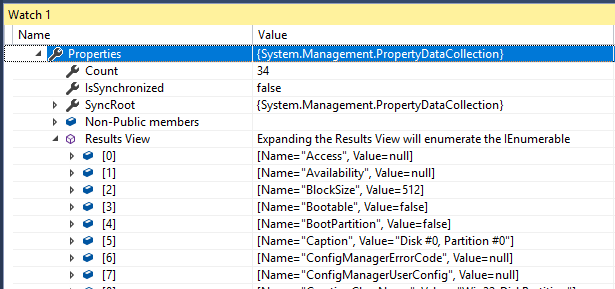 Watch 1
Name Value
Properties {System.Management.PropertyDataCollection}
Count 34
IsSynchronized false
SyncRoot {System.Management.PropertyDataCollection}
Non-Public members
Results View Expanding the Results View will enumerate the IEnumerable
[0] [Name="Access", Value=null]
[1] [Name="Availability", Value=null]
[2] [Name="BlockSize", Value=512]
[3] [Name="Bootable", Value=false]
[4] [Name="BootPartition", Value=false]
[5] [Name="Caption", Value="Disk #0, Partition #0"]
[6] [Name="ConfigManagerErrorCode", Value=null]
[7] [Name="ConfigManagerUserConfig", Value=null]